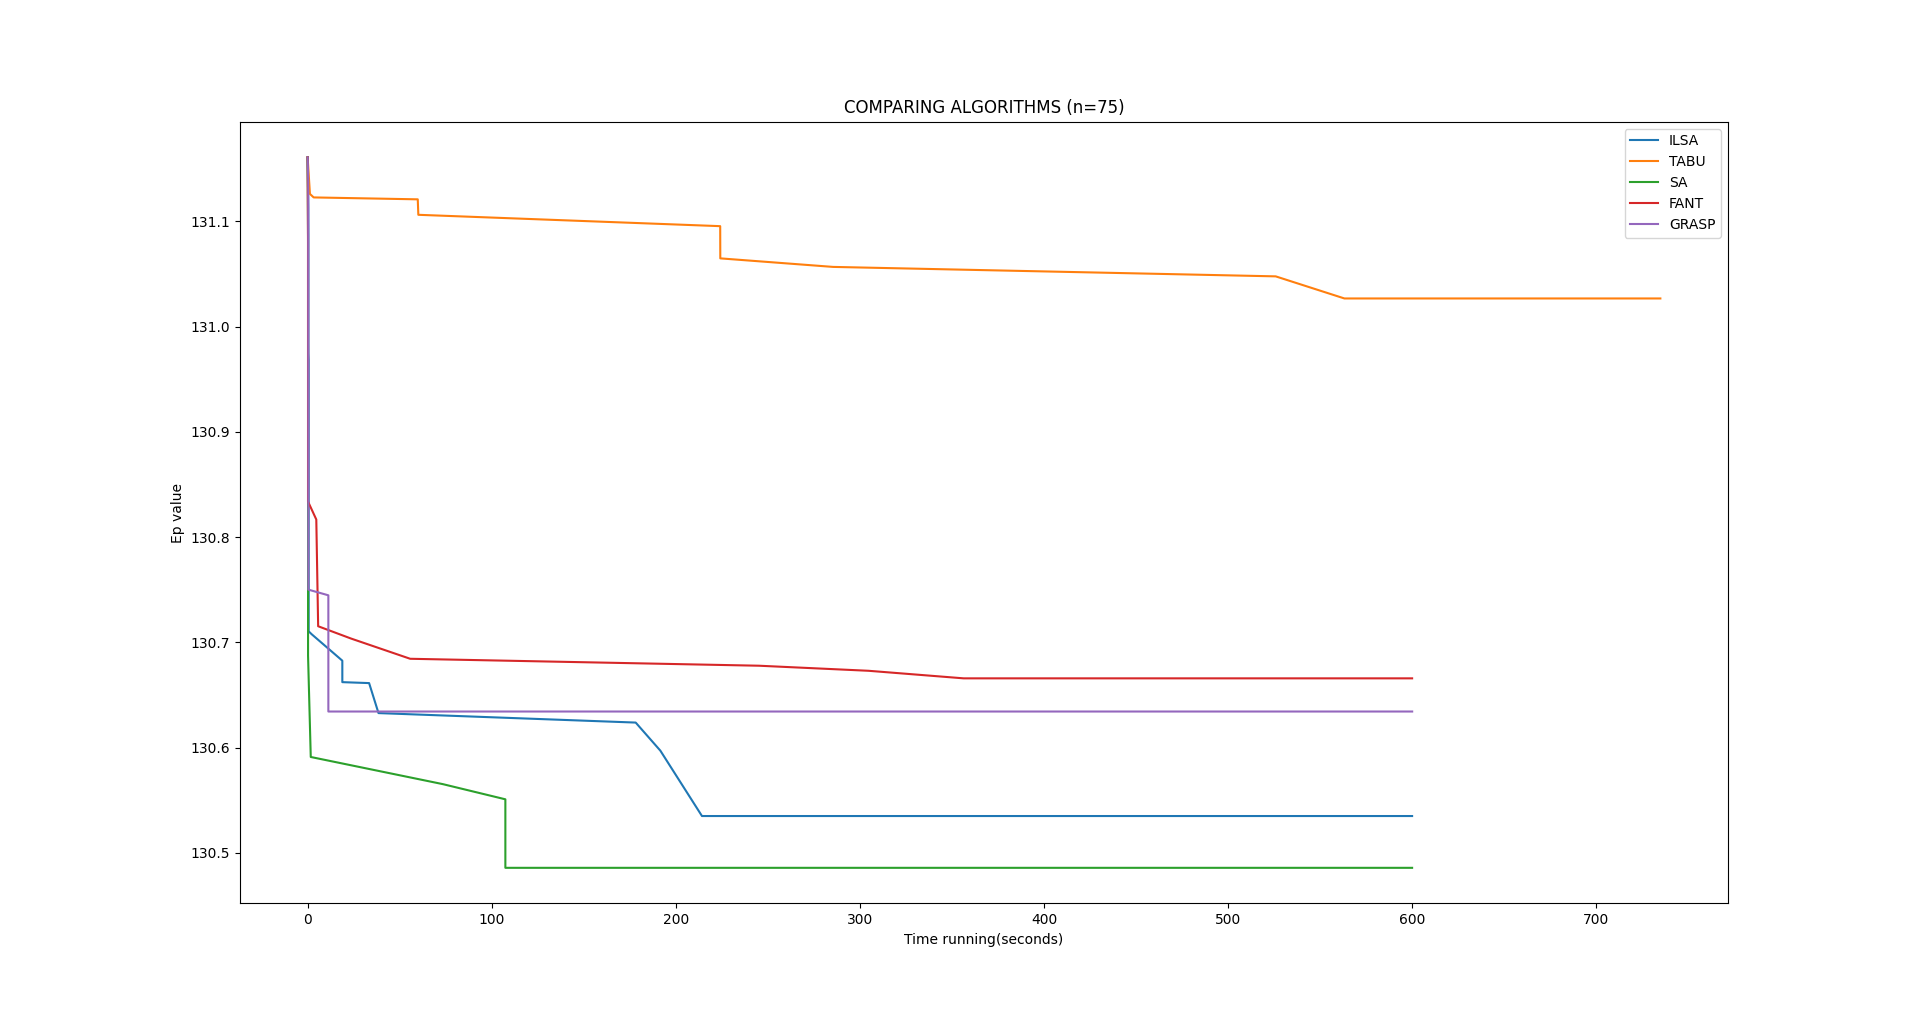 COMPARING ALGORITHMS (n=75)
ILSA
TABU
SA
FANT
GRASP
Ep value
131.1
131.0
130.9
130.8
130.7
130.6
130.5
0 100 200 300 400 500 600 700
Time running(seconds)